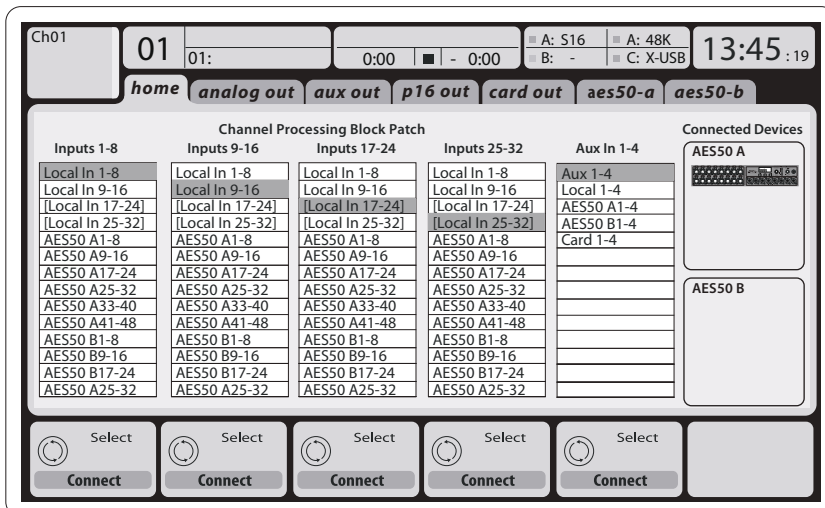 Ch01
01
01:
0:00 - 0:00
A: S16
B: -
A: 48K
C: X-USB
13:45 : 19
home
analog out
aux out
p16 out
card out
aes50-a
aes50-b
Channel Processing Block Patch
Connected Devices
Inputs 1-8
Local In 1-8
Local In 9-16
[Local In 17-24]
[Local In 25-32]
AES50 A1-8
AES50 A9-16
AES50 A17-24
AES50 A25-32
AES50 A33-40
AES50 A41-48
AES50 B1-8
AES50 B9-16
AES50 B17-24
AES50 A25-32
Inputs 9-16
Local In 1-8
Local In 9-16
[Local In 17-24]
[Local In 25-32]
AES50 A1-8
AES50 A9-16
AES50 A17-24
AES50 A25-32
AES50 A33-40
AES50 A41-48
AES50 B1-8
AES50 B9-16
AES50 B17-24
AES50 A25-32
Inputs 17-24
Local In 1-8
Local In 9-16
[Local In 17-24]
[Local In 25-32]
AES50 A1-8
AES50 A9-16
AES50 A17-24
AES50 A25-32
AES50 A33-40
AES50 A41-48
AES50 B1-8
AES50 B9-16
AES50 B17-24
AES50 A25-32
Inputs 25-32
Local In 1-8
Local In 9-16
[Local In 17-24]
[Local In 25-32]
AES50 A1-8
AES50 A9-16
AES50 A17-24
AES50 A25-32
AES50 A33-40
AES50 A41-48
AES50 B1-8
AES50 B9-16
AES50 B17-24
AES50 A25-32
Aux In 1-4
Aux 1-4
Local 1-4
AES50 A1-4
AES50 B1-4
Card 1-4
AES50 A
AES50 B
Select
Connect
Select
Connect
Select
Connect
Select
Connect
Select
Connect